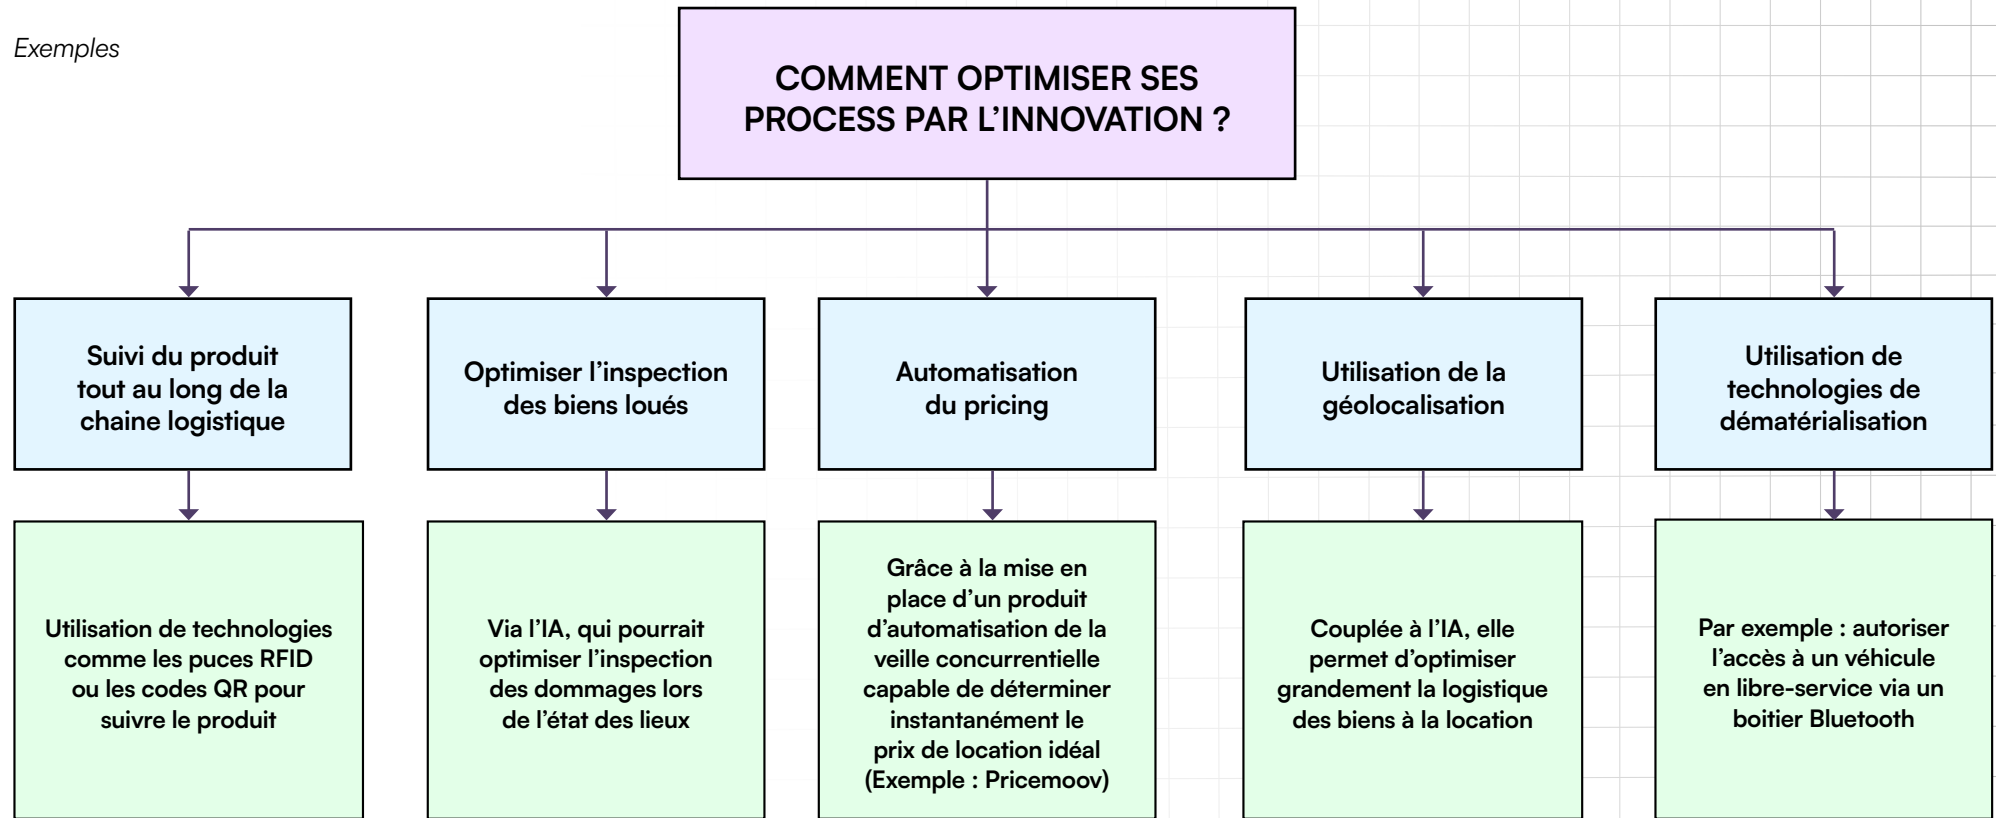 Exemples
COMMENT OPTIMISER SES
PROCESS PAR L’INNOVATION ?
Suivi du produit
tout au long de la
chaine logistique
Optimiser l’inspection
des biens loués
Automatisation
du pricing
Utilisation de la
géolocalisation
Utilisation de
technologies de
dématérialisation
Utilisation de technologies
comme les puces RFID
ou les codes QR pour
suivre le produit
Via l’IA, qui pourrait
optimiser l’inspection
des dommages lors
de l’état des lieux
Grâce à la mise en
place d’un produit
d’automatisation de la
veille concurrentielle
capable de déterminer
instantanément le
prix de location idéal
(Exemple : Pricemoov)
Couplée à l’IA, elle
permet d’optimiser
grandement la logistique
des biens à la location
Par exemple : autoriser
l’accès à un véhicule
en libre-service via un
boitier Bluetooth